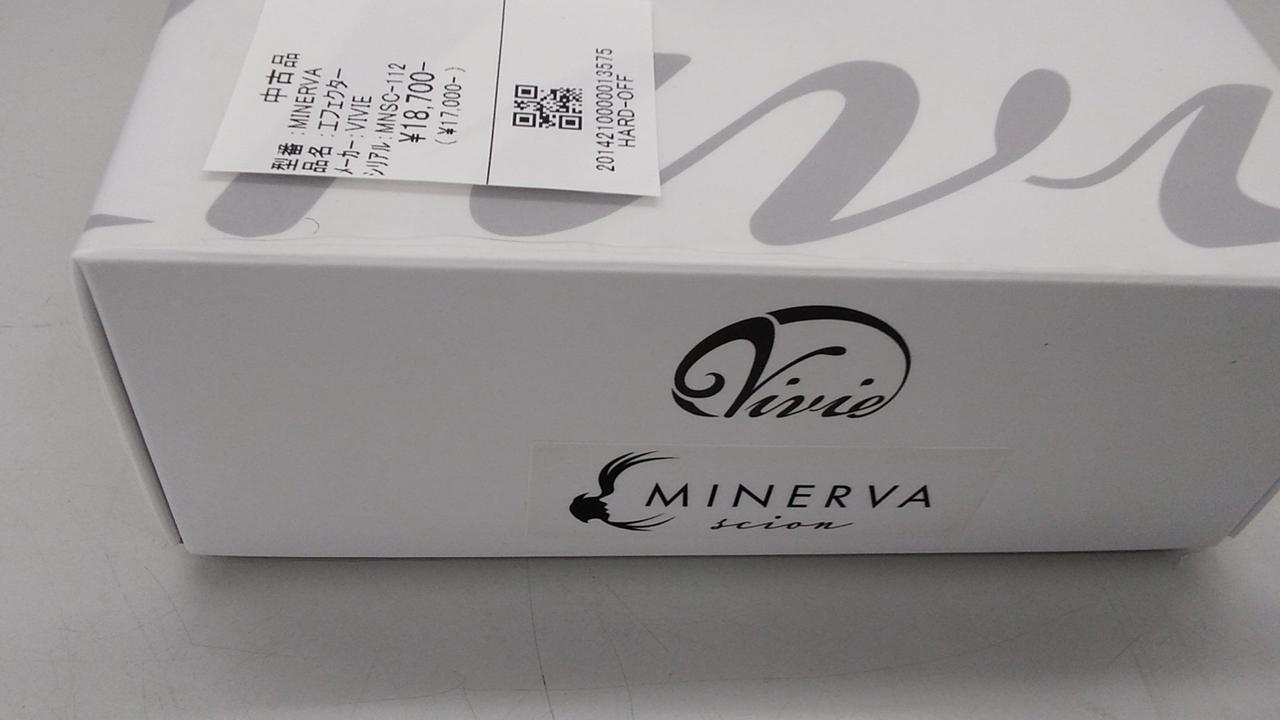 中古品
型番:MINERVA
品名:エフェクター
メーカー:VIVIE
シリアル:MNSC-112
¥18,700-
(¥17,000-)
2014210000013575
HARD-OFF
Vivie
MINERVA
scion